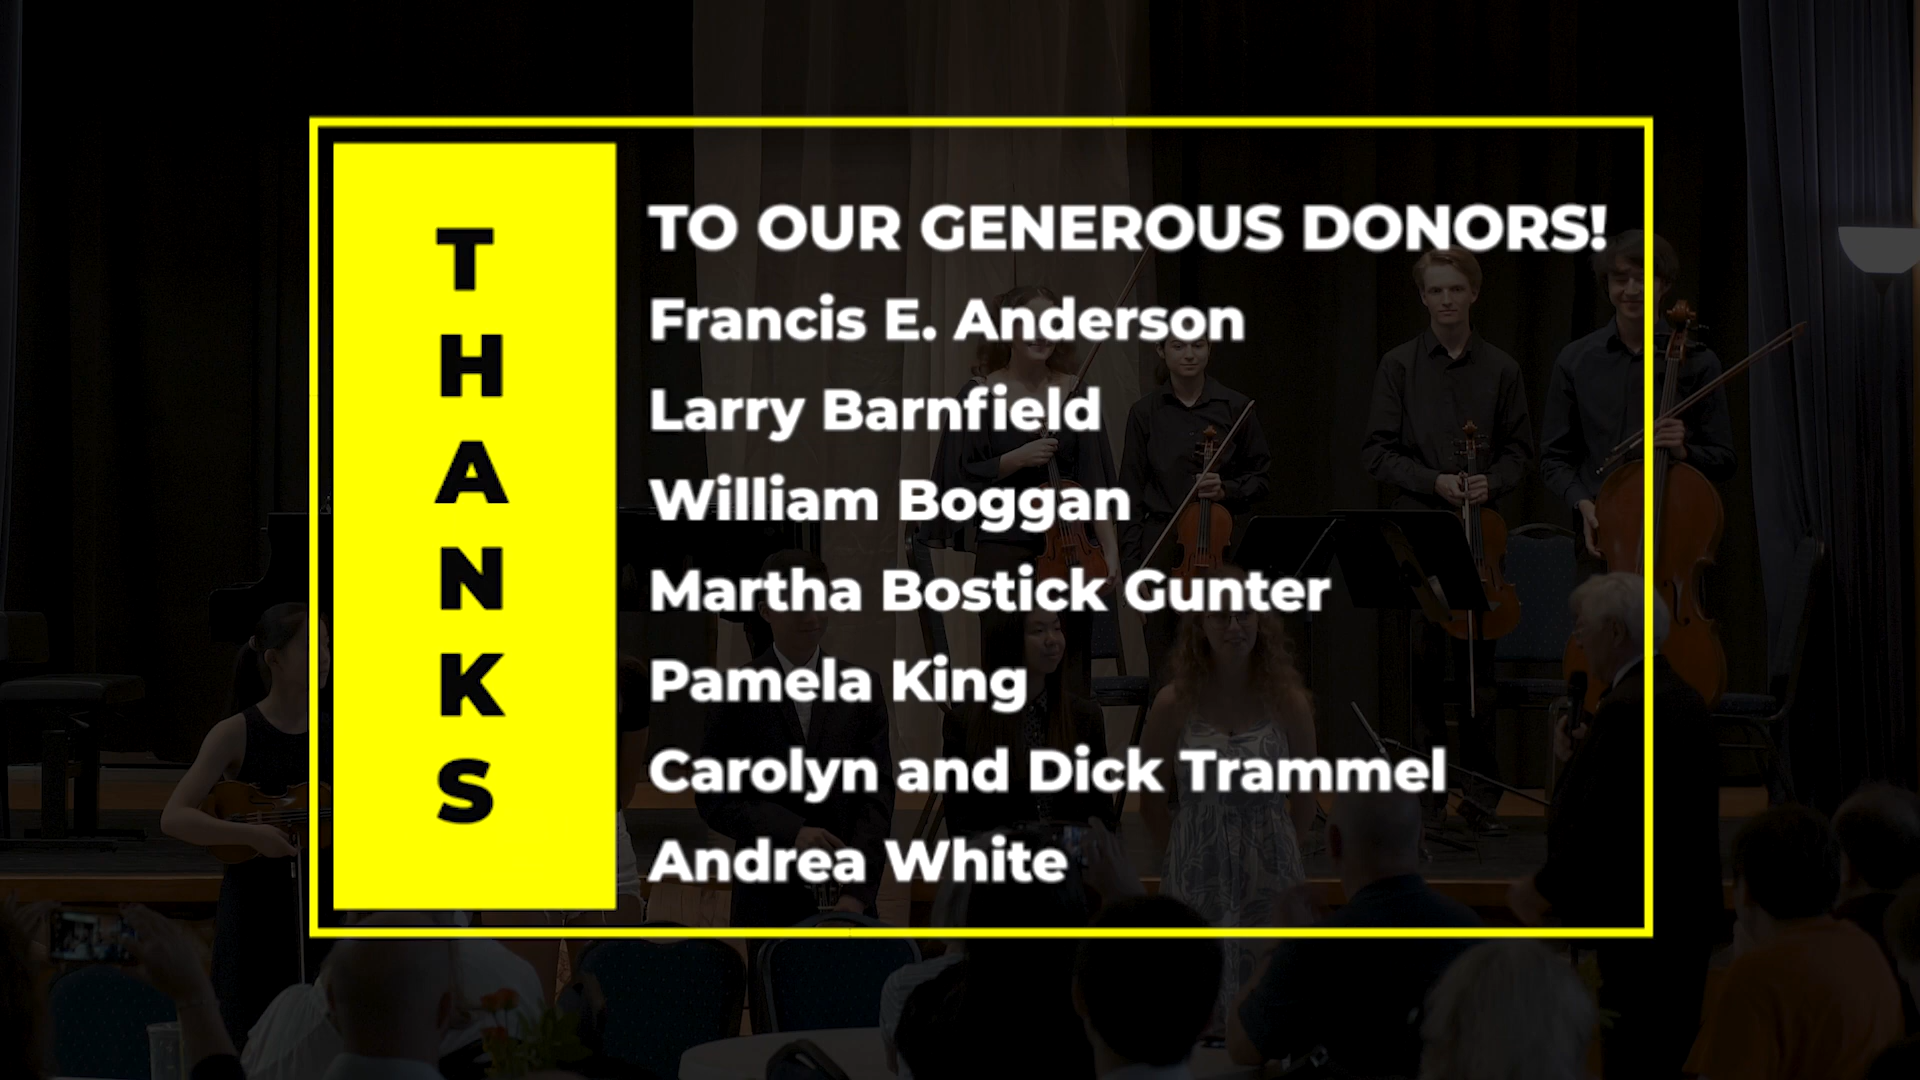 THANKS
TO OUR GENEROUS DONORS!
Francis E. Anderson
Larry Barnfield
William Boggan
Martha Bostick Gunter
Pamela King
Carolyn and Dick Trammel
Andrea White